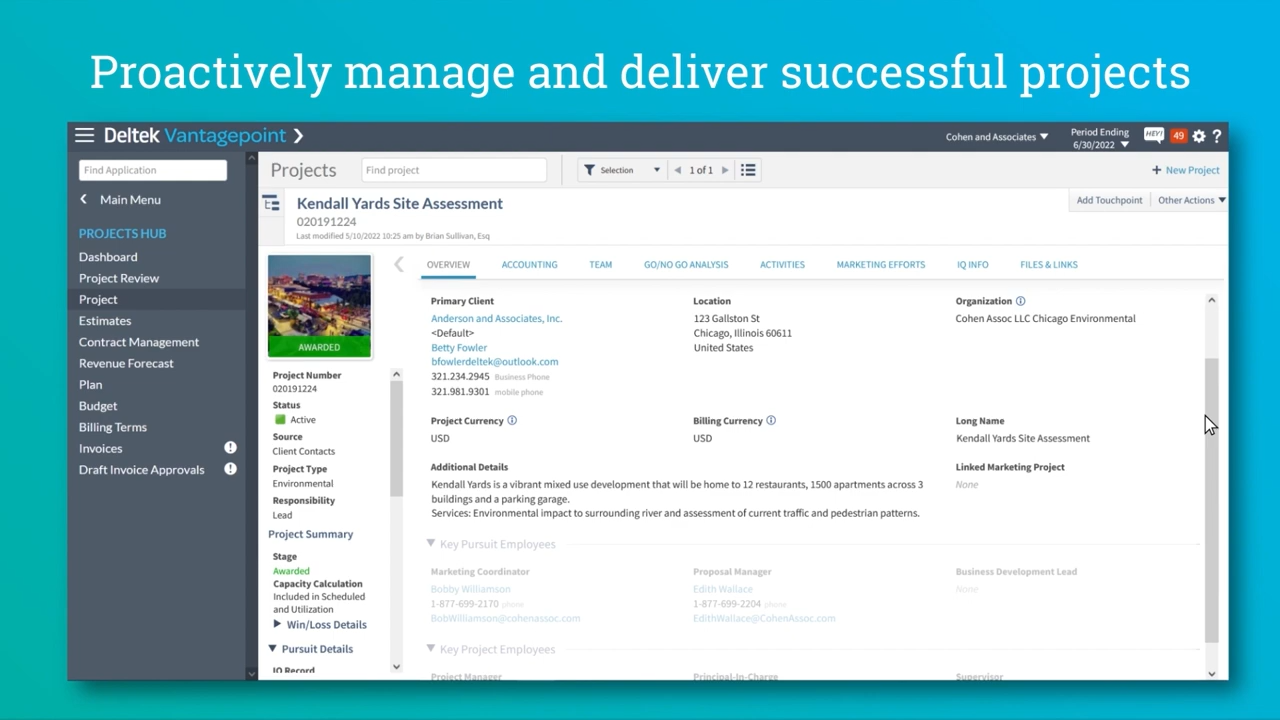 Proactively manage and deliver successful projects
Deltek Vantagepoint
Cohen and Associates
Period Ending
6/30/2022
HEY!
49
?
Find Application
Main Menu
PROJECTS HUB
Dashboard
Project Review
Project
Estimates
Contract Management
Revenue Forecast
Plan
Budget
Billing Terms
Invoices
Draft Invoice Approvals
Projects
Find project
Selection
1 of 1
+ New Project
Kendall Yards Site Assessment
020191224
Last modified 5/10/2022 10:25 am by Brian Sullivan, Esq
Add Touchpoint
Other Actions
AWARDED
Project Number
020191224
Status
Active
Source
Client Contacts
Project Type
Environmental
Responsibility
Lead
Project Summary
Stage
Awarded
Capacity Calculation
Included in Scheduled
and Utilization
Win/Loss Details
Pursuit Details
IQ Record
OVERVIEW
ACCOUNTING
TEAM
GO/NO GO ANALYSIS
ACTIVITIES
MARKETING EFFORTS
IQ INFO
FILES & LINKS
Primary Client
Anderson and Associates, Inc.
<Default>
Betty Fowler
bfowlerdeltek@outlook.com
321.234.2945 Business Phone
321.981.9301 mobile phone
Location
123 Gallston St
Chicago, Illinois 60611
United States
Organization
Cohen Assoc LLC Chicago Environmental
Project Currency
USD
Billing Currency
USD
Long Name
Kendall Yards Site Assessment
Additional Details
Kendall Yards is a vibrant mixed use development that will be home to 12 restaurants, 1500 apartments across 3
buildings and a parking garage.
Services: Environmental impact to surrounding river and assessment of current traffic and pedestrian patterns.
Linked Marketing Project
None
Key Pursuit Employees
Marketing Coordinator
Bobby Williamson
1-877-699-2170 phone
BobWilliamson@cohenassoc.com
Proposal Manager
Edith Wallace
1-877-699-2204 phone
EdithWallace@CohenAssoc.com
Business Development Lead
None
Key Project Employees
Project Manager
Principal-In-Charge
Supervisor